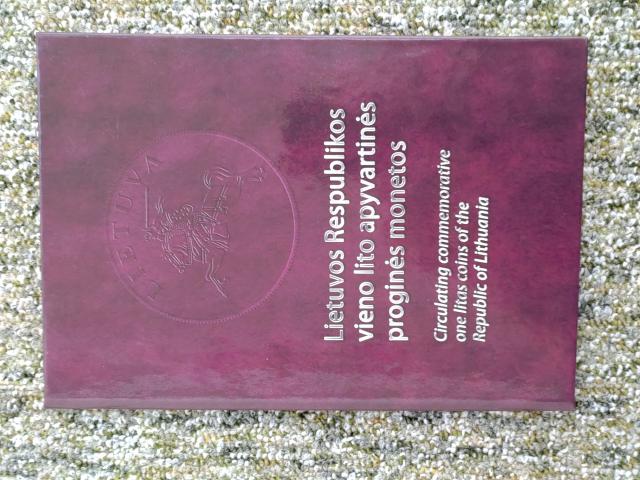 LIETUVA
Lietuvos Respublikos
vieno lito apyvartinės
proginės monetos
Circulating commemorative
one litas coins of the
Republic of Lithuania